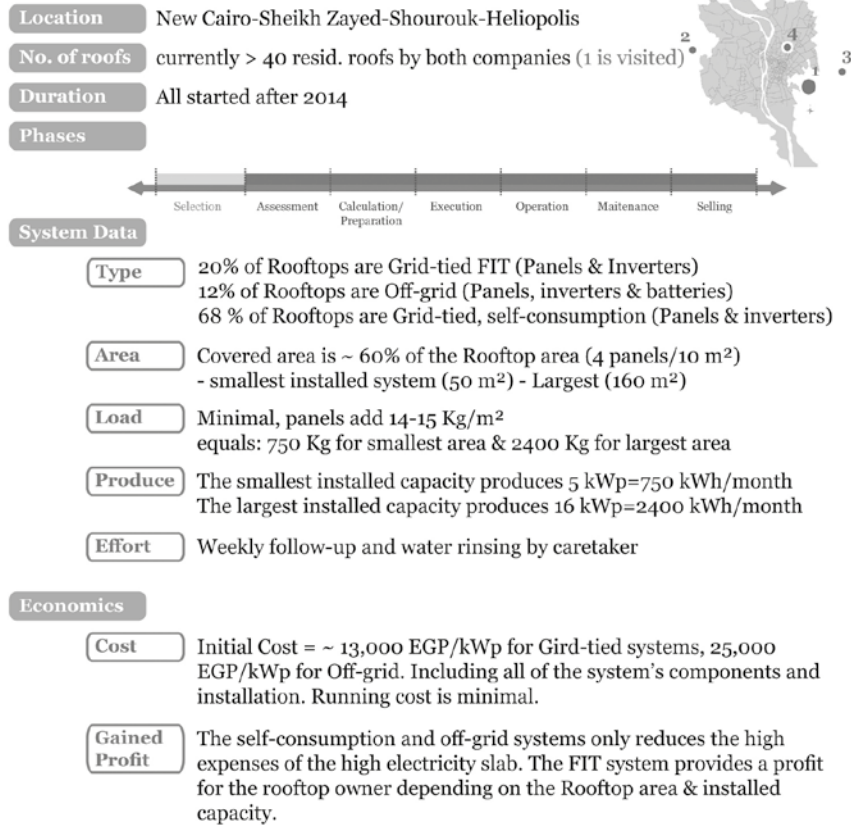 Location New Cairo-Sheikh Zayed-Shourouk-Heliopolis
No. of roofs currently > 40 resid. roofs by both companies (1 is visited)
2
4
3
1
Duration All started after 2014
Phases
Selection Assessment Calculation/ Execution Operation Maitenance Selling
Preparation
System Data
Type 20% of Rooftops are Grid-tied FIT (Panels & Inverters)
12% of Rooftops are Off-grid (Panels, inverters & batteries)
68 % of Rooftops are Grid-tied, self-consumption (Panels & inverters)
Area Covered area is ~ 60% of the Rooftop area (4 panels/10 m²)
- smallest installed system (50 m²) - Largest (160 m²)
Load Minimal, panels add 14-15 Kg/m²
equals: 750 Kg for smallest area & 2400 Kg for largest area
Produce The smallest installed capacity produces 5 kWp=750 kWh/month
The largest installed capacity produces 16 kWp=2400 kWh/month
Effort Weekly follow-up and water rinsing by caretaker
Economics
Cost Initial Cost = ~ 13,000 EGP/kWp for Gird-tied systems, 25,000
EGP/kWp for Off-grid. Including all of the system's components and
installation. Running cost is minimal.
Gained The self-consumption and off-grid systems only reduces the high
Profit expenses of the high electricity slab. The FIT system provides a profit
for the rooftop owner depending on the Rooftop area & installed
capacity.